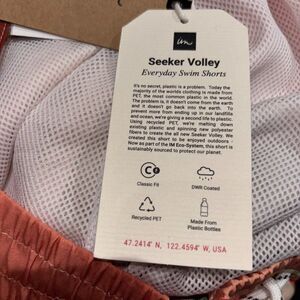 im
Seeker Volley
Everyday Swim Shorts
It's no secret, plastic is a problem. Today the
majority of the worlds clothing is made from
PET, the most common plastic in the world.
The problem is, it doesn't come from the earth
and it doesn't go back to the earth. To
prevent more from ending up in our landfills
and ocean, we're giving a second life to plastic.
Using recycled PET, we're melting down
existing plastic and spinning new polyester
fibers to create the all new Seeker Volley. We
created this short to be enjoyed outdoors -
Now as part of the IM Eco-System, this short is
sustainably sourced to protect our planet.
Classic Fit
DWR Coated
Recycled PET
Made From
Plastic Bottles
47.2414° N, 122.4594° W, USA